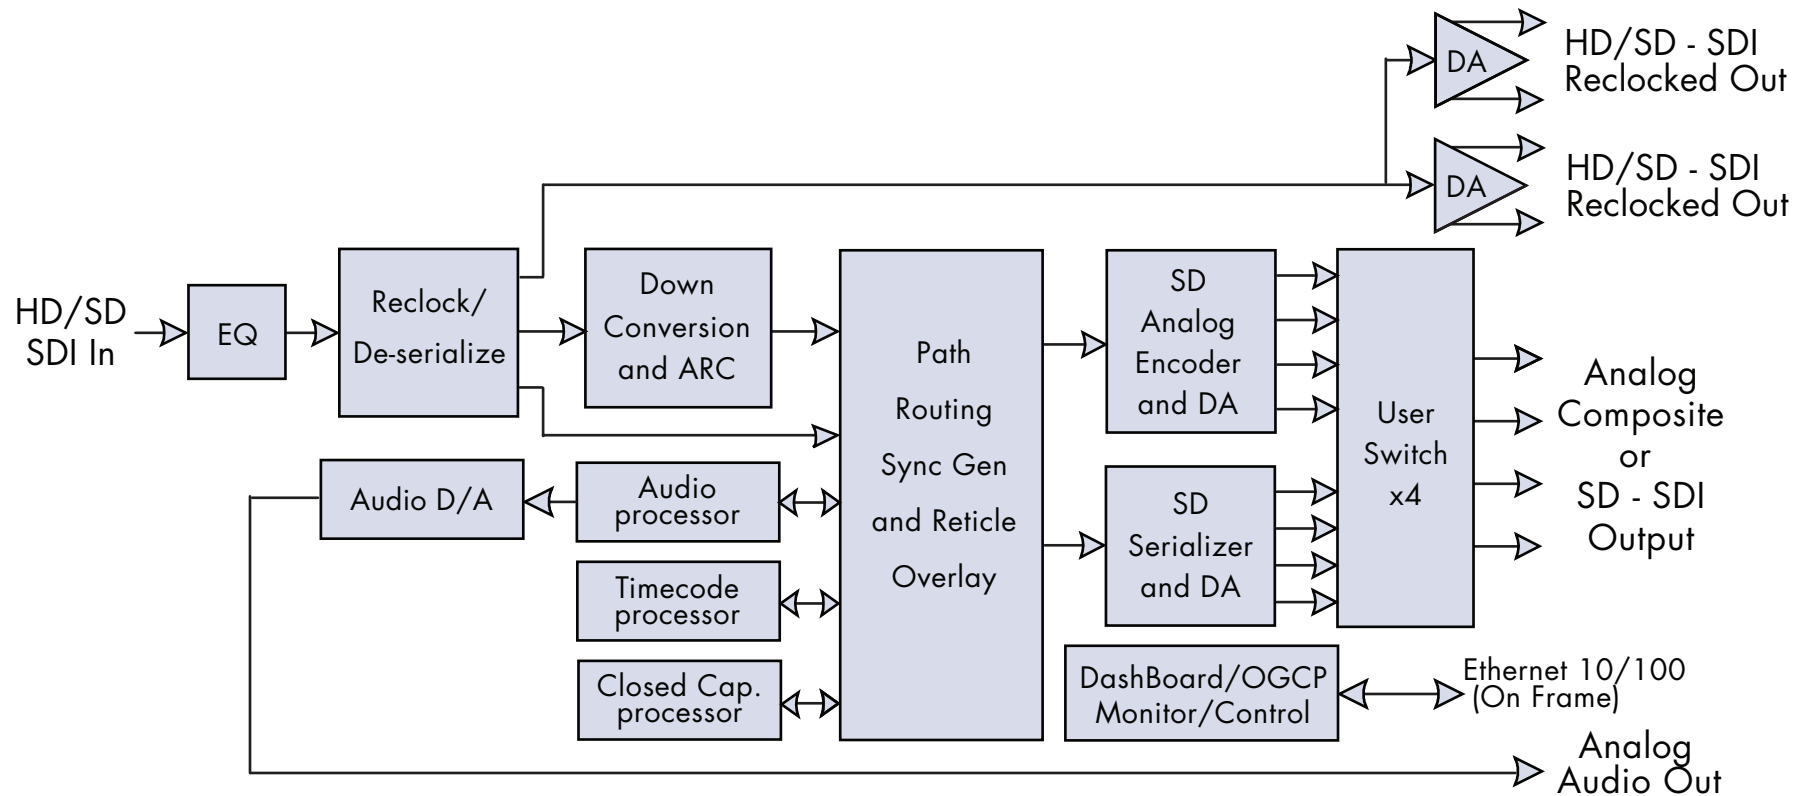 DA
HD/SD - SDI
Reclocked Out
DA
HD/SD - SDI
Reclocked Out
HD/SD
SDI In
EQ
Reclock/
De-serialize
Down
Conversion
and ARC
Path
Routing
Sync Gen
and Reticle
Overlay
SD
Analog
Encoder
and DA
SD
Serializer
and DA
User
Switch
x4
Analog
Composite
or
SD - SDI
Output
Audio D/A
Audio
processor
Timecode
processor
Closed Cap.
processor
DashBoard/OGCP
Monitor/Control
Ethernet 10/100
(On Frame)
Analog
Audio Out